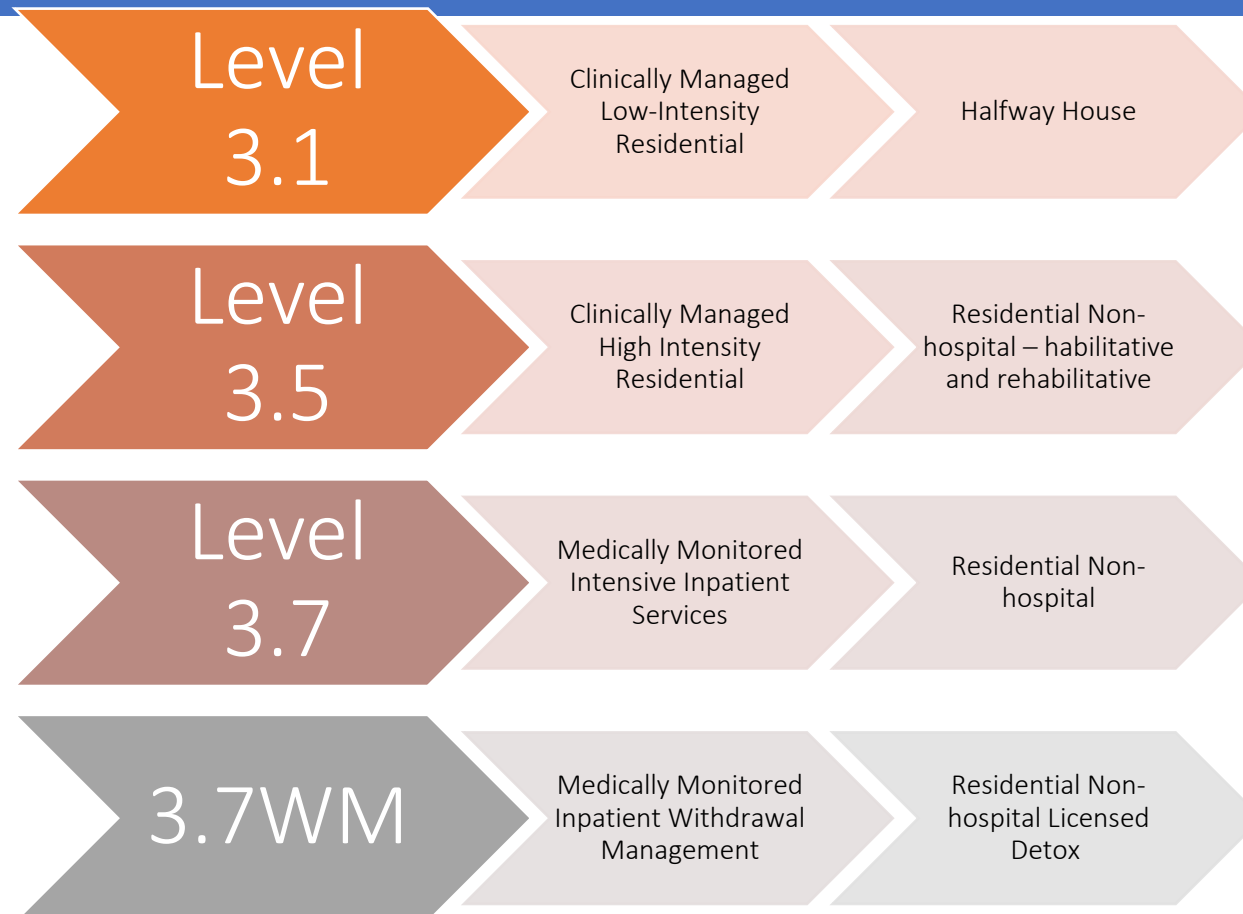 Level
3.1
Clinically Managed
Low-Intensity
Residential
Halfway House
Level
3.5
Clinically Managed
High Intensity
Residential
Residential Non-
hospital – habilitative
and rehabilitative
Level
3.7
Medically Monitored
Intensive Inpatient
Services
Residential Non-
hospital
3.7WM
Medically Monitored
Inpatient Withdrawal
Management
Residential Non-
hospital Licensed
Detox